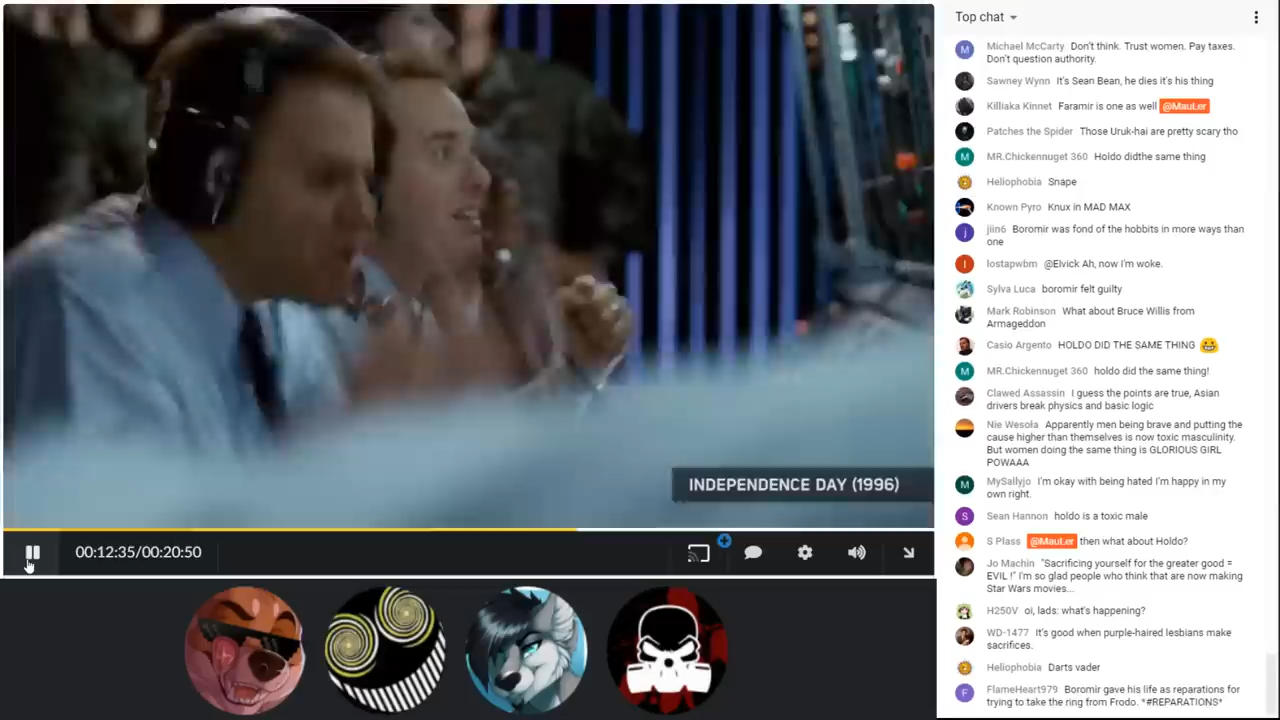 INDEPENDENCE DAY (1996)
00:12:35/00:20:50
Top chat
M Michael McCarty Don't think. Trust women. Pay taxes.
Don't question authority.
Sawney Wynn It's Sean Bean, he dies it's his thing
Killiaka Kinnet Faramir is one as well @MauLer
Patches the Spider Those Uruk-hai are pretty scary tho
M MR.Chickennuget 360 Holdo didthe same thing
Heliophobia Snape
Known Pyro Knux in MAD MAX
j jiin6 Boromir was fond of the hobbits in more ways than
one
l lostapwbm @Elvick Ah, now I'm woke.
Sylva Luca boromir felt guilty
Mark Robinson What about Bruce Willis from
Armageddon
Casio Argento HOLDO DID THE SAME THING 😬
M MR.Chickennuget 360 holdo did the same thing!
Clawed Assassin I guess the points are true, Asian
drivers break physics and basic logic
Nie Wesoła Apparently men being brave and putting the
cause higher than themselves is now toxic masculinity.
But women doing the same thing is GLORIOUS GIRL
POWAAA
M MySallyjo I'm okay with being hated I'm happy in my
own right.
S Sean Hannon holdo is a toxic male
S Plass @MauLer then what about Holdo?
Jo Machin "Sacrificing yourself for the greater good =
EVIL !" I'm so glad people who think that are now making
Star Wars movies...
H250V oi, lads: what's happening?
WD-1477 It's good when purple-haired lesbians make
sacrifices.
Heliophobia Darts vader
F FlameHeart979 Boromir gave his life as reparations for
trying to take the ring from Frodo. *#REPARATIONS*